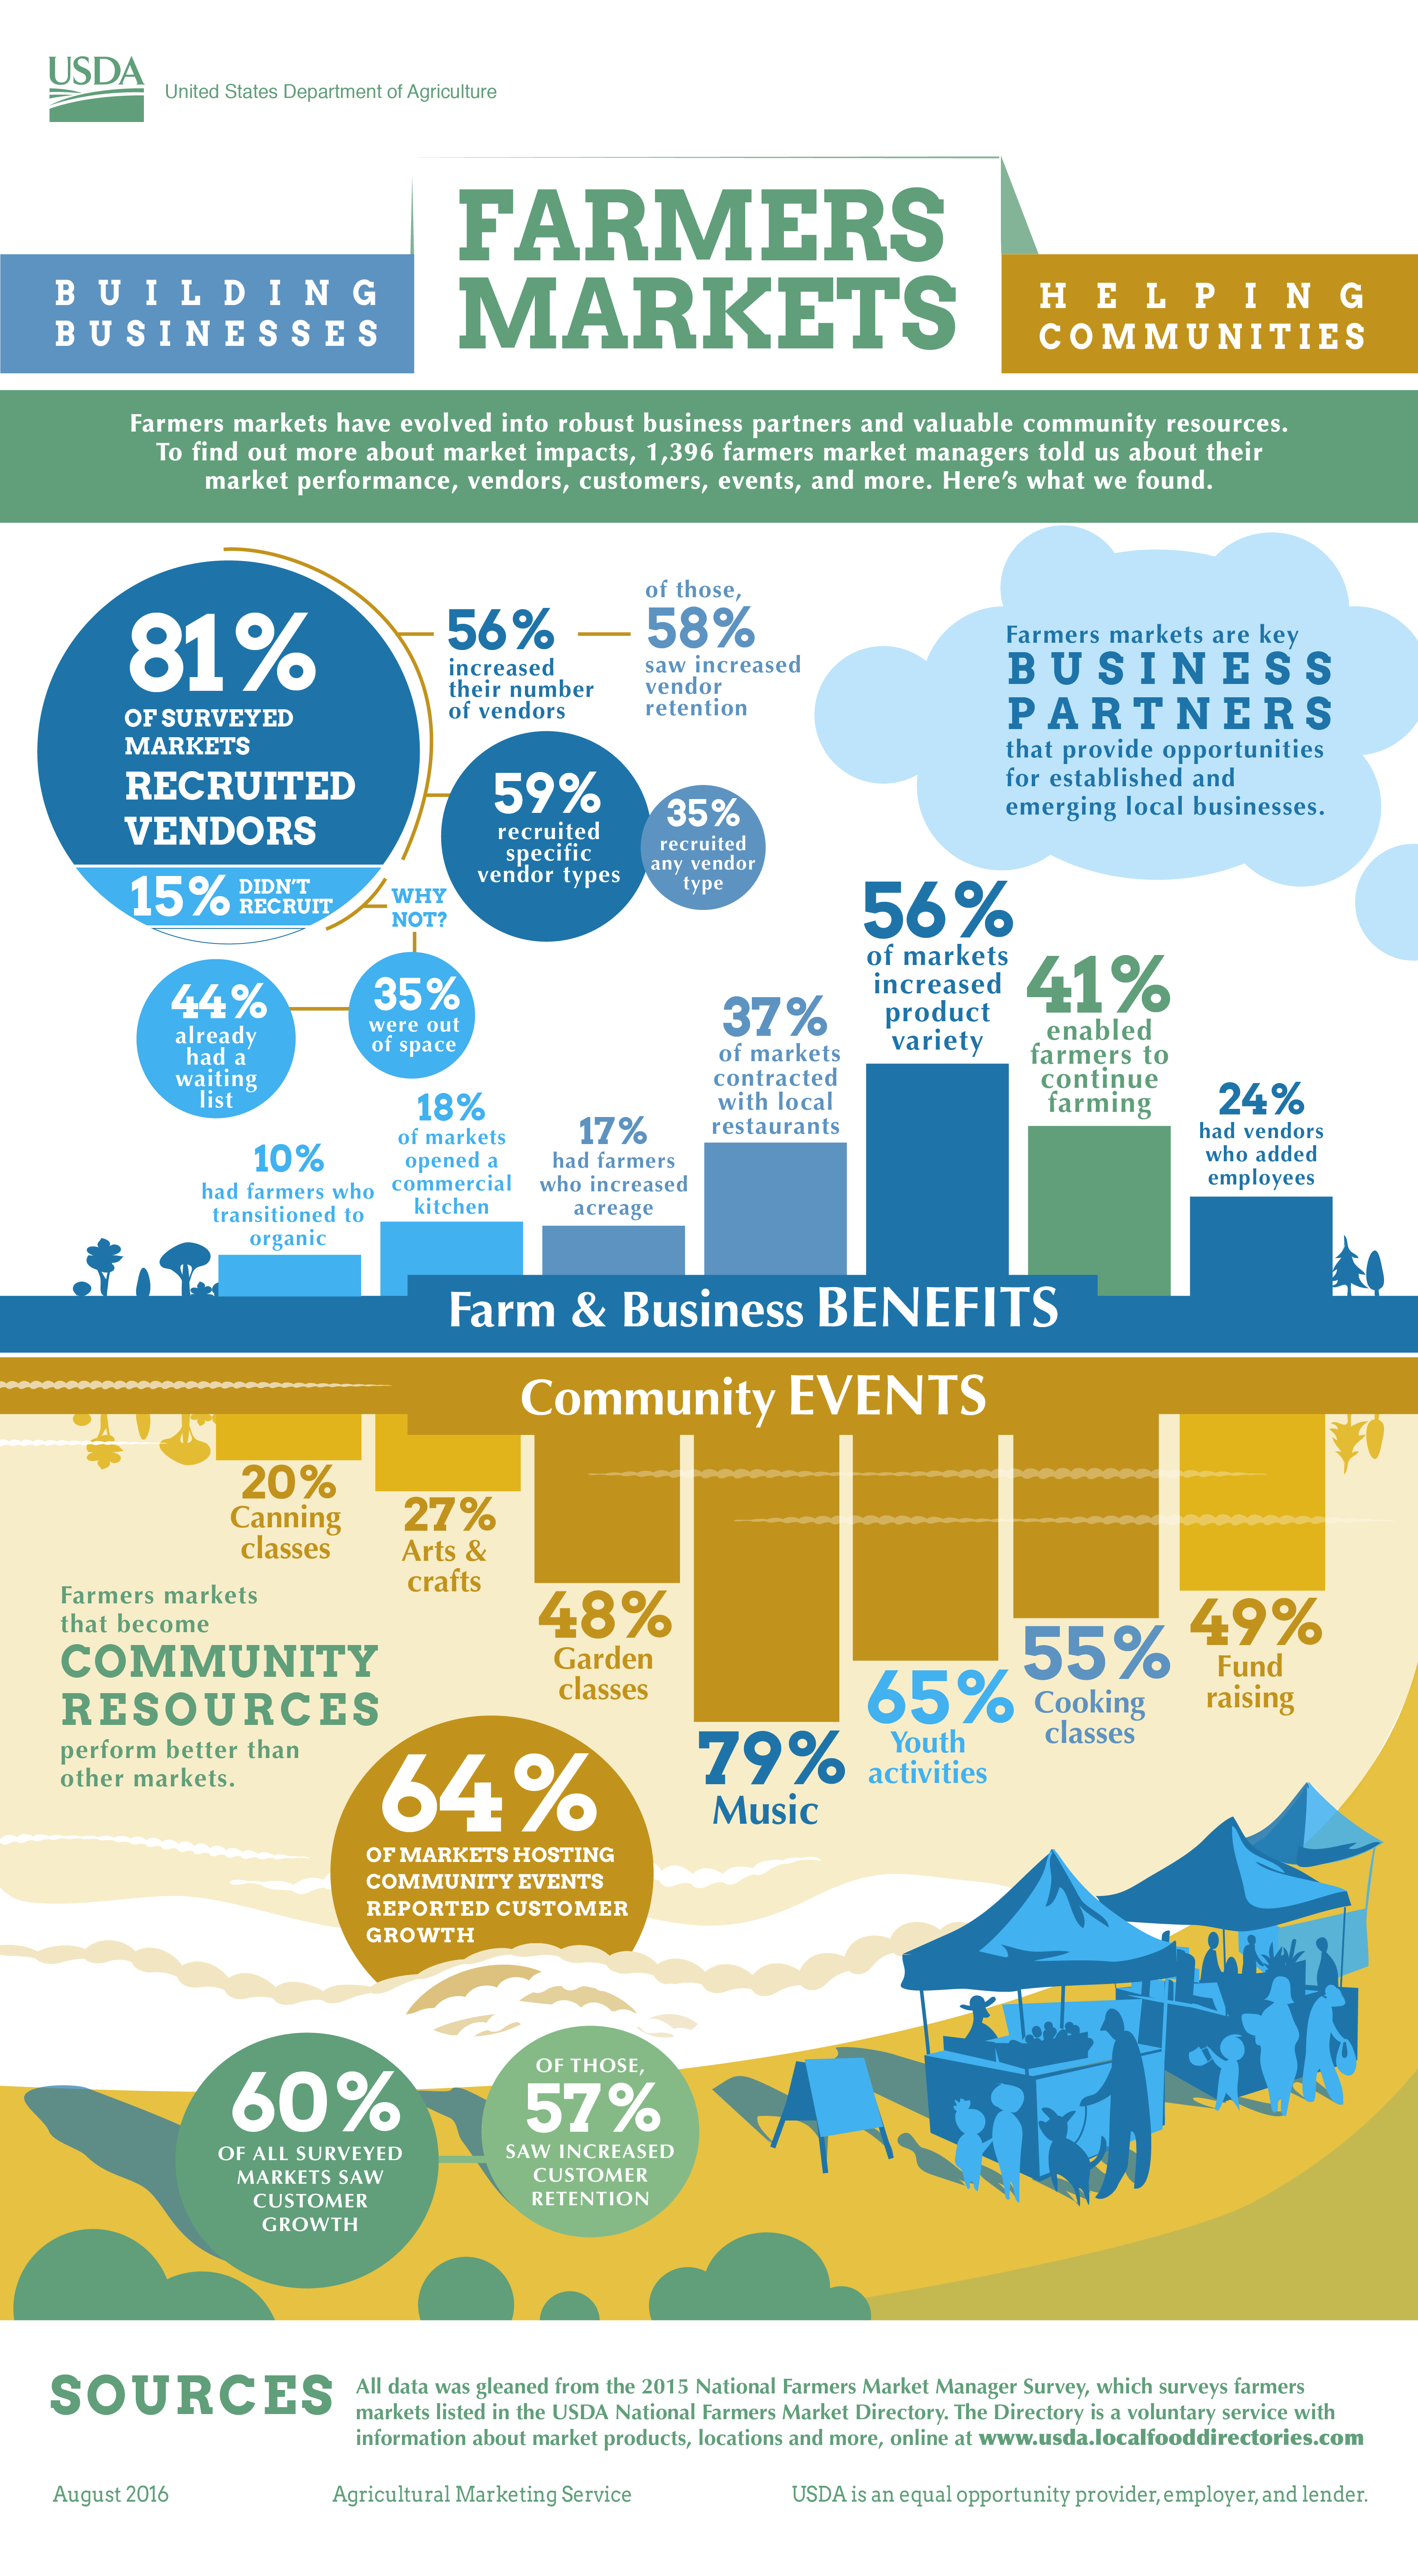 USDA
United States Department of Agriculture
FARMERS
MARKETS
BUILDING
BUSINESSES
HELPING
COMMUNITIES
Farmers markets have evolved into robust business partners and valuable community resources.
To find out more about market impacts, 1,396 farmers market managers told us about their
market performance, vendors, customers, events, and more. Here's what we found.
81%
OF SURVEYED
MARKETS
RECRUITED
VENDORS
15% DIDN'T
RECRUIT
56%
increased
their number
of vendors
of those,
58%
saw increased
vendor
retention
59%
recruited
specific
vendor types
35%
recruited
any vendor
type
WHY
NOT?
35%
were out
of space
44%
already
had a
waiting
list
Farmers markets are key
BUSINESS
PARTNERS
that provide opportunities
for established and
emerging local businesses.
10%
had farmers who
transitioned to
organic
18%
of markets
opened a
commercial
kitchen
17%
had farmers
who increased
acreage
37%
of markets
contracted
with local
restaurants
56%
of markets
increased
product
variety
41%
enabled
farmers to
continue
farming
24%
had vendors
who added
employees
Farm & Business BENEFITS
Community EVENTS
20%
Canning
classes
27%
Arts &
crafts
48%
Garden
classes
79%
Music
65%
Youth
activities
55%
Cooking
classes
49%
Fund
raising
Farmers markets
that become
COMMUNITY
RESOURCES
perform better than
other markets.
64%
OF MARKETS HOSTING
COMMUNITY EVENTS
REPORTED CUSTOMER
GROWTH
60%
OF ALL SURVEYED
MARKETS SAW
CUSTOMER
GROWTH
OF THOSE,
57%
SAW INCREASED
CUSTOMER
RETENTION
SOURCES
All data was gleaned from the 2015 National Farmers Market Manager Survey, which surveys farmers
markets listed in the USDA National Farmers Market Directory. The Directory is a voluntary service with
information about market products, locations and more, online at www.usda.localfooddirectories.com
August 2016
Agricultural Marketing Service
USDA is an equal opportunity provider, employer, and lender.